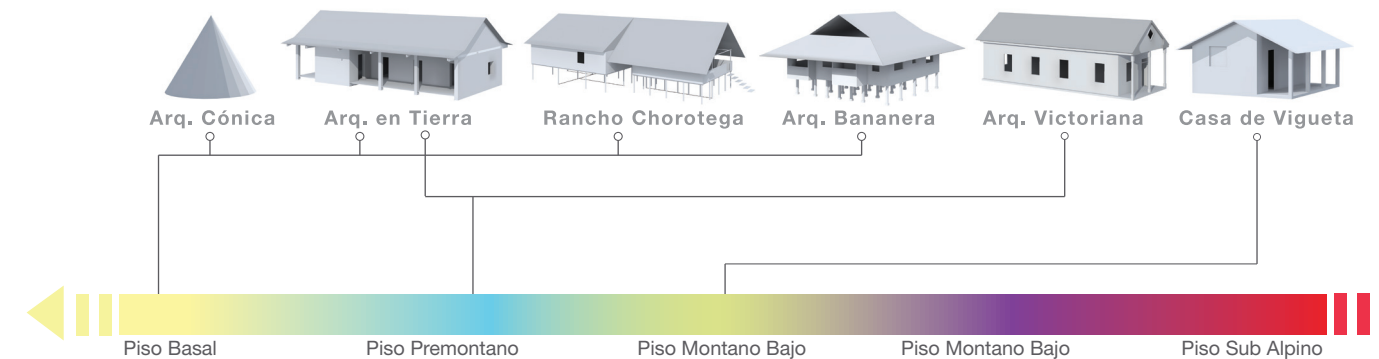 Arq. Cónica
Arq. en Tierra
Rancho Chorotega
Arq. Bananera
Arq. Victoriana
Casa de Vigueta
Piso Basal
Piso Premontano
Piso Montano Bajo
Piso Montano Bajo
Piso Sub Alpino